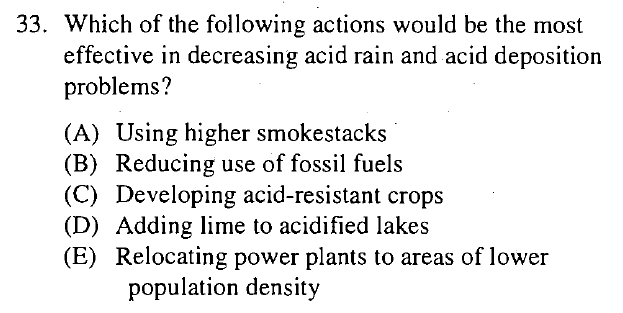 33. Which of the following actions would be the most
effective in decreasing acid rain and acid deposition
problems?
(A) Using higher smokestacks
(B) Reducing use of fossil fuels
(C) Developing acid-resistant crops
(D) Adding lime to acidified lakes
(E) Relocating power plants to areas of lower
population density